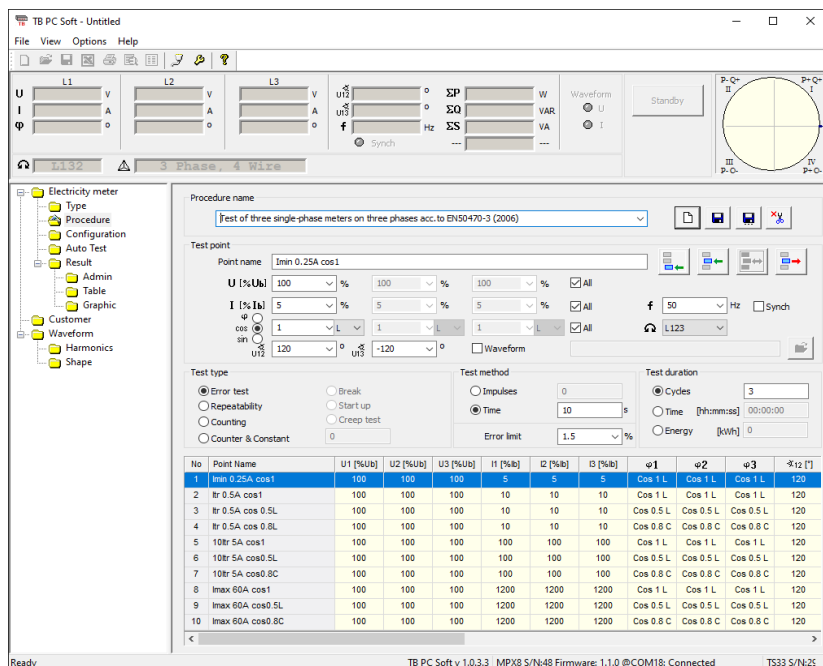 TB PC Soft - Untitled
File View Options Help
L1 L2 L3
U V V V U12 ° ΣP W Waveform
I A A A U13 ° ΣQ VAR U
φ ° ° ° f Hz ΣS VA I
Synch --- ---
Standby
P- Q+ P+ Q+
II I
III IV
P- Q- P+ Q-
L132 3 Phase, 4 Wire
Electricity meter
Type
Procedure
Configuration
Auto Test
Result
Admin
Table
Graphic
Customer
Waveform
Harmonics
Shape
Procedure name
Test of three single-phase meters on three phases acc.to EN50470-3 (2006)
Test point
Point name Imin 0.25A cos1
U [%Ub] 100 % 100 % 100 % All
I [% Ib] 5 % 5 % 5 % All f 50 Hz Synch
φ
cos 1 L 1 L 1 L All L123
sin
U12 120 ° U13 -120 ° Waveform
Test type Test method Test duration
Error test Break Impulses 0 Cycles 3
Repeatability Start up Time 10 s Time [hh:mm:ss] 00:00:00
Counting Creep test Energy [kWh] 0
Counter & Constant 0 Error limit 1.5 %
No Point Name U1 [%Ub] U2 [%Ub] U3 [%Ub] I1 [%Ib] I2 [%Ib] I3 [%Ib] φ1 φ2 φ3 ∢12 [°]
1 Imin 0.25A cos1 100 100 100 5 5 5 Cos 1 L Cos 1 L Cos 1 L 120
2 Itr 0.5A cos1 100 100 100 10 10 10 Cos 1 L Cos 1 L Cos 1 L 120
3 Itr 0.5A cos 0.5L 100 100 100 10 10 10 Cos 0.5 L Cos 0.5 L Cos 0.5 L 120
4 Itr 0.5A cos 0.8L 100 100 100 10 10 10 Cos 0.8 C Cos 0.8 C Cos 0.8 C 120
5 10Itr 5A cos1 100 100 100 100 100 100 Cos 1 L Cos 1 L Cos 1 L 120
6 10Itr 5A cos0.5L 100 100 100 100 100 100 Cos 0.5 L Cos 0.5 L Cos 0.5 L 120
7 10Itr 5A cos0.8C 100 100 100 100 100 100 Cos 0.8 C Cos 0.8 C Cos 0.8 C 120
8 Imax 60A cos1 100 100 100 1200 1200 1200 Cos 1 L Cos 1 L Cos 1 L 120
9 Imax 60A cos0.5L 100 100 100 1200 1200 1200 Cos 0.5 L Cos 0.5 L Cos 0.5 L 120
10 Imax 60A cos0.8C 100 100 100 1200 1200 1200 Cos 0.8 C Cos 0.8 C Cos 0.8 C 120
Ready TB PC Soft v 1.0.3.3 MPX8 S/N:48 Firmware: 1.1.0 @COM18: Connected TS33 S/N:29